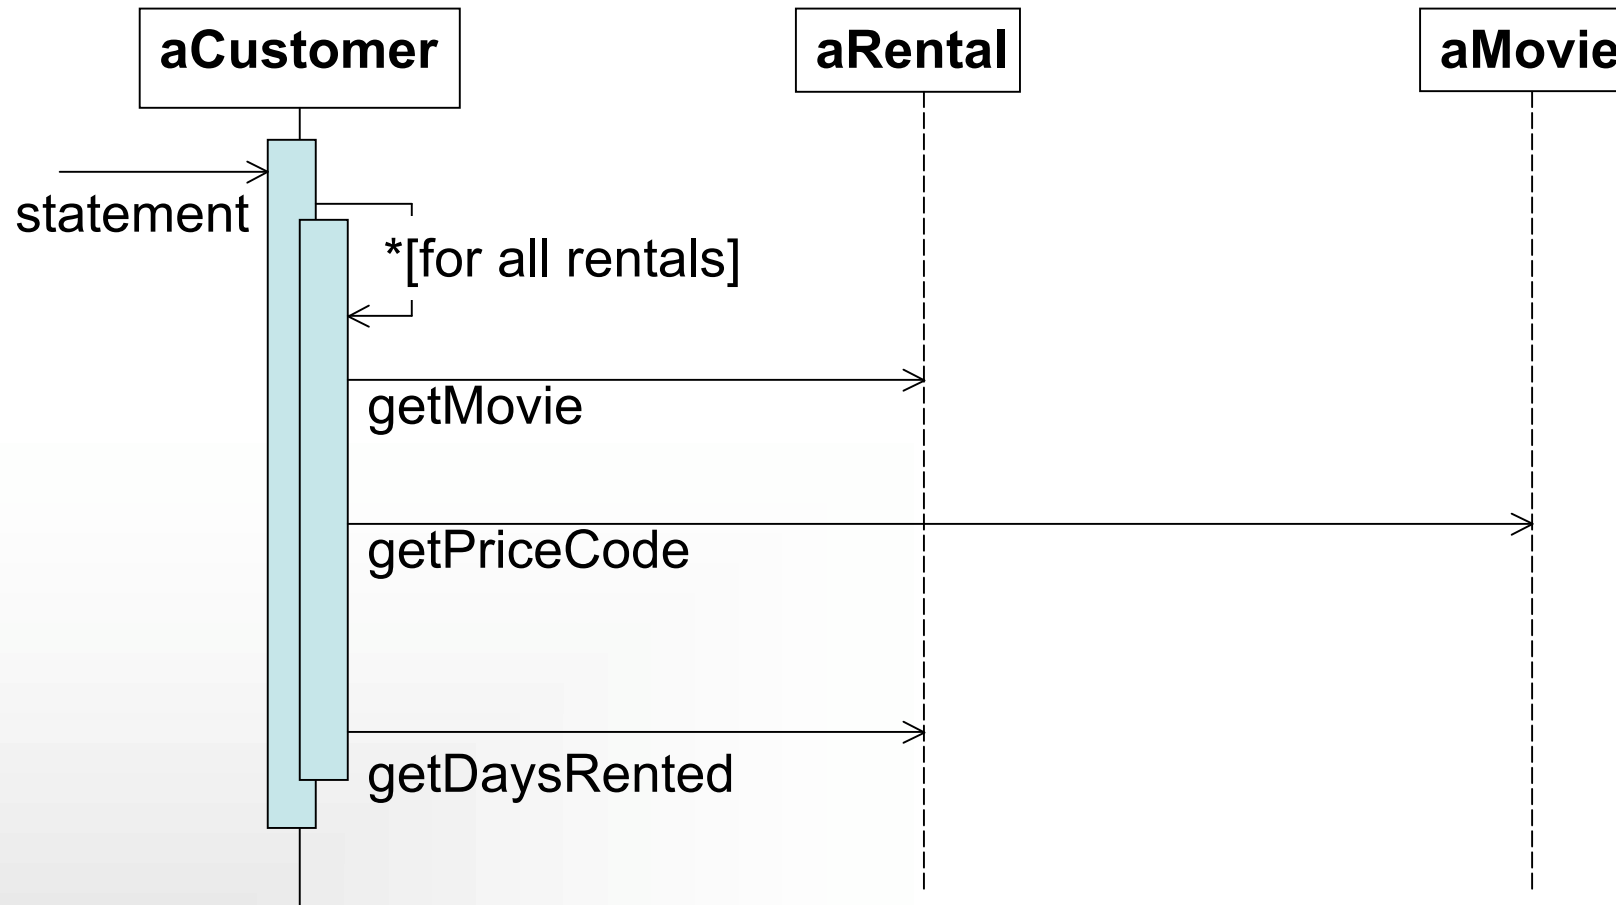 aCustomer
aRental
aMovie
statement
*[for all rentals]
getMovie
getPriceCode
getDaysRented